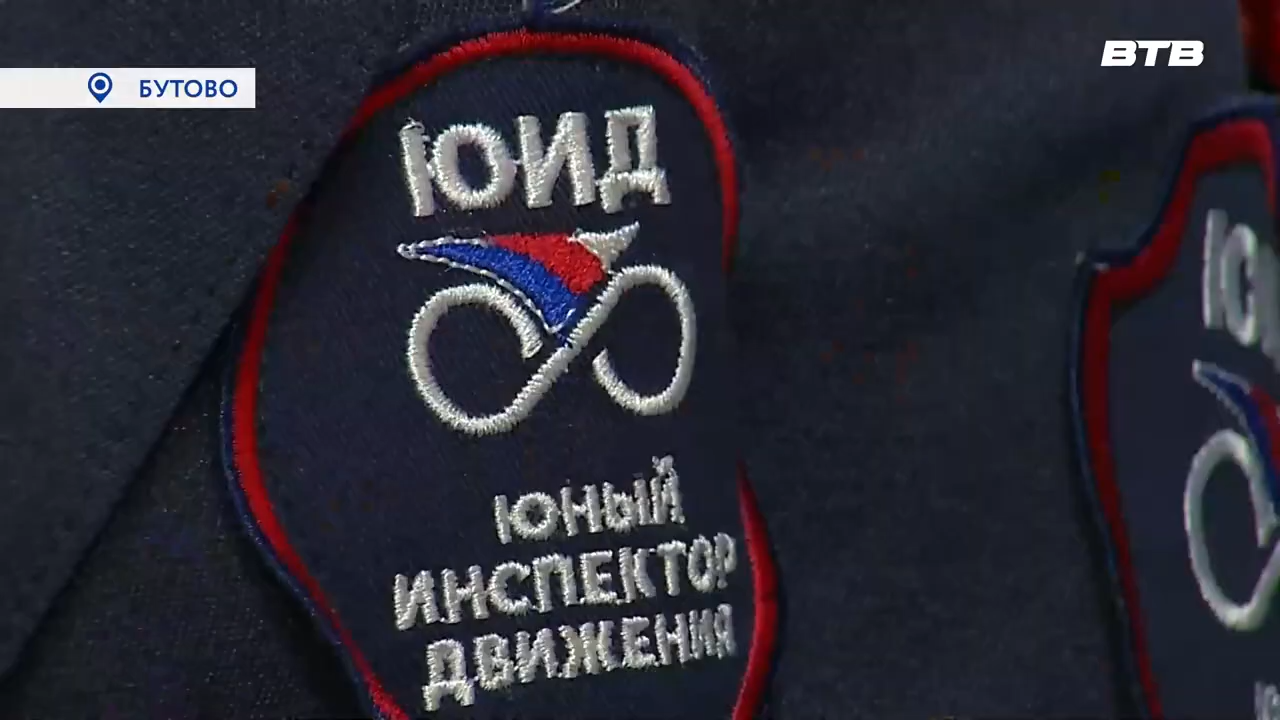 БУТОВО
ВТВ
ЮИД
ЮНЫЙ
ИНСПЕКТОР
ДВИЖЕНИЯ